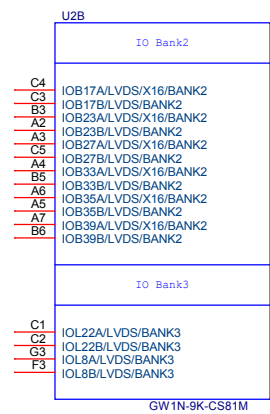 U2B
IO Bank2
C4 IOB17A/LVDS/X16/BANK2
C3 IOB17B/LVDS/BANK2
B3 IOB23A/LVDS/X16/BANK2
A2 IOB23B/LVDS/BANK2
A3 IOB27A/LVDS/X16/BANK2
C5 IOB27B/LVDS/BANK2
A4 IOB33A/LVDS/X16/BANK2
B5 IOB33B/LVDS/BANK2
A6 IOB35A/LVDS/X16/BANK2
A5 IOB35B/LVDS/BANK2
A7 IOB39A/LVDS/X16/BANK2
B6 IOB39B/LVDS/BANK2
IO Bank3
C1 IOL22A/LVDS/BANK3
C2 IOL22B/LVDS/BANK3
G3 IOL8A/LVDS/BANK3
F3 IOL8B/LVDS/BANK3
GW1N-9K-CS81M